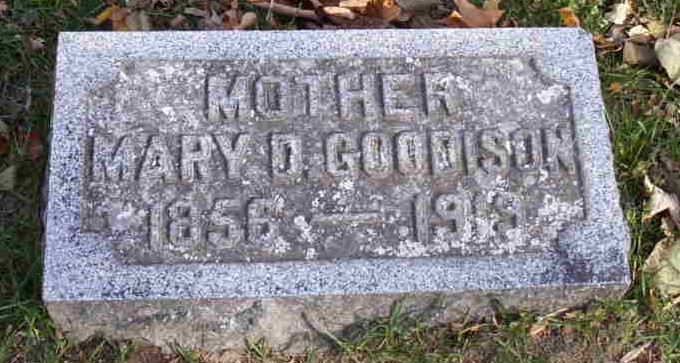 MOTHER
MARY D. GOODISON
1856 — 1913